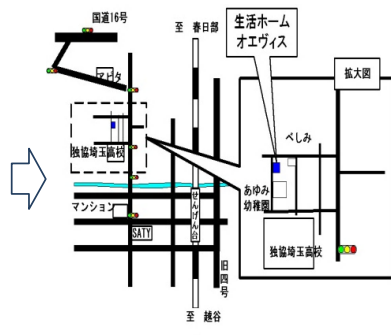 国道16号
至 春日部
生活ホーム
オエヴィス
拡大図
アピタ
べしみ
独協埼玉高校
あゆみ
幼稚園
せんげん台
マンション
SATY
独協埼玉高校
旧四号
至 越谷